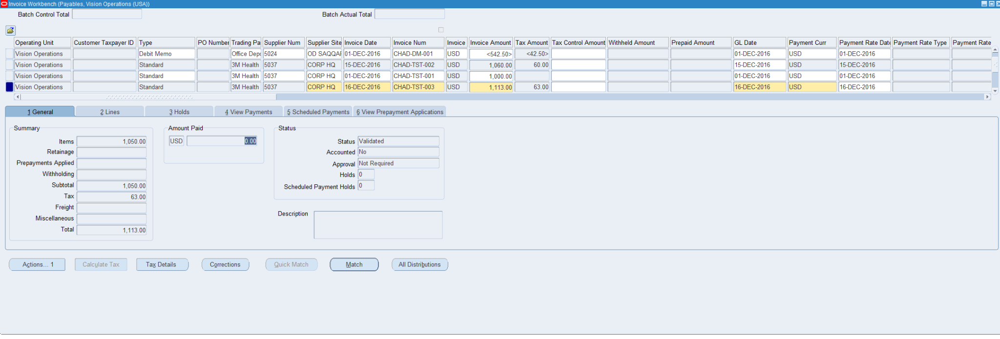 Invoice Workbench (Payables, Vision Operations (USA))
Batch Control Total
Batch Actual Total
Operating Unit Customer Taxpayer ID Type PO Number Trading Pa Supplier Num Supplier Site Invoice Date Invoice Num Invoice Invoice Amount Tax Amount Tax Control Amount Withheld Amount Prepaid Amount GL Date Payment Curr Payment Rate Date Payment Rate Type Payment Rate
Vision Operations Debit Memo Office Depo 5024 OD SAQQAR 01-DEC-2016 CHAD-DM-001 USD <542.50> <42.50> 01-DEC-2016 USD 01-DEC-2016
Vision Operations Standard 3M Health 5037 CORP HQ 15-DEC-2016 CHAD-TST-002 USD 1,060.00 60.00 15-DEC-2016 USD 15-DEC-2016
Vision Operations Standard 3M Health 5037 CORP HQ 01-DEC-2016 CHAD-TST-001 USD 1,000.00 01-DEC-2016 USD 01-DEC-2016
Vision Operations Standard 3M Health 5037 CORP HQ 16-DEC-2016 CHAD-TST-003 USD 1,113.00 63.00 16-DEC-2016 USD 16-DEC-2016
1 General 2 Lines 3 Holds 4 View Payments 5 Scheduled Payments 6 View Prepayment Applications
Summary
Items 1,050.00
Retainage
Prepayments Applied
Withholding
Subtotal 1,050.00
Tax 63.00
Freight
Miscellaneous
Total 1,113.00
Amount Paid
USD 0.00
Status
Status Validated
Accounted No
Approval Not Required
Holds 0
Scheduled Payment Holds 0
Description
Actions... 1 Calculate Tax Tax Details Corrections Quick Match Match All Distributions